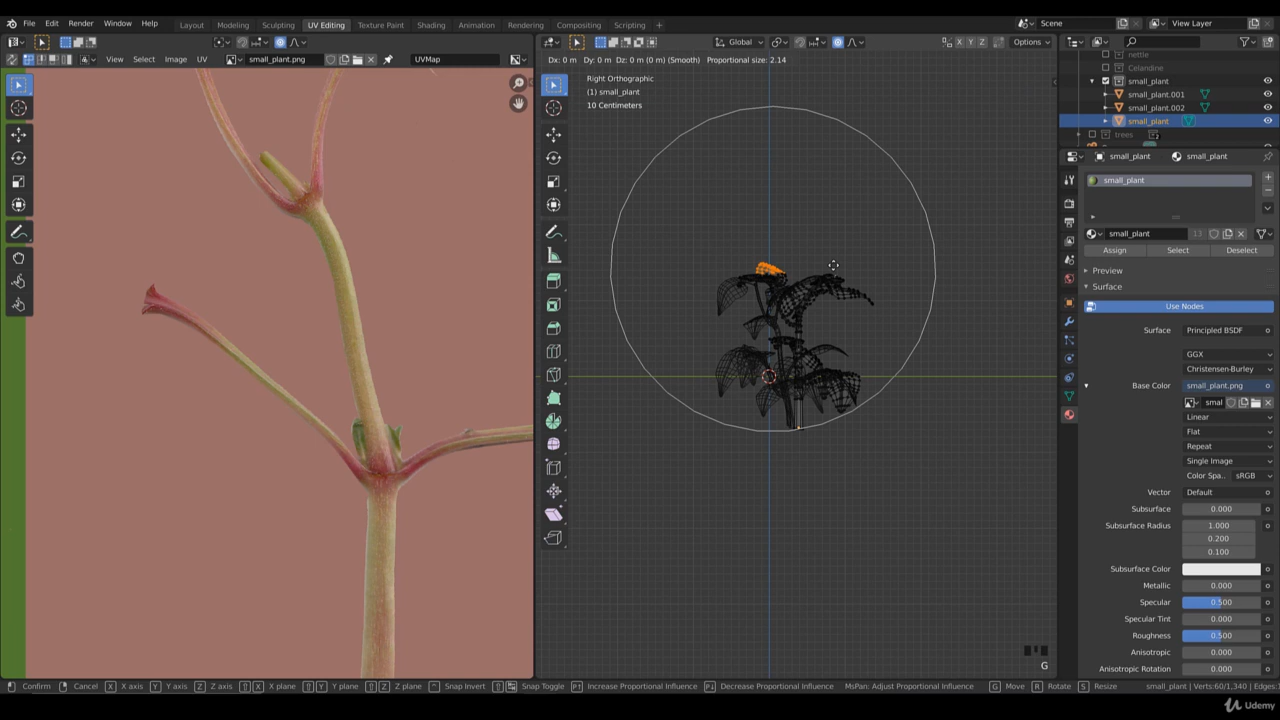 File Edit Render Window Help Layout Modeling Sculpting UV Editing Texture Paint Shading Animation Rendering Compositing Scripting + Scene View Layer
Global X Y Z Options
View Select Image UV small_plant.png UVMap
Dx: 0 m Dy: 0 m Dz: 0 m (0 m) (Smooth) Proportional size: 2.14
Right Orthographic
(1) small_plant
10 Centimeters
nettle
Celandine
small_plant
small_plant.001
small_plant.002
small_plant
trees
small_plant small_plant
small_plant
small_plant 13
Assign Select Deselect
Preview
Surface
Use Nodes
Surface Principled BSDF
GGX
Christensen-Burley
Base Color small_plant.png
smal
Linear
Flat
Repeat
Single Image
Color Spa.. sRGB
Vector Default
Subsurface 0.000
Subsurface Radius 1.000
0.200
0.100
Subsurface Color
Metallic 0.000
Specular 0.500
Specular Tint 0.000
Roughness 0.500
Anisotropic 0.000
Anisotropic Rotation 0.000
G
Confirm Cancel X X axis Y Y axis Z Z axis X X plane Y Y plane Z Z plane Snap Invert Snap Toggle Increase Proportional Influence Decrease Proportional Influence MsPan: Adjust Proportional Influence G Move R Rotate S Resize small_plant | Verts:60/1,340 | Edges:
Udemy